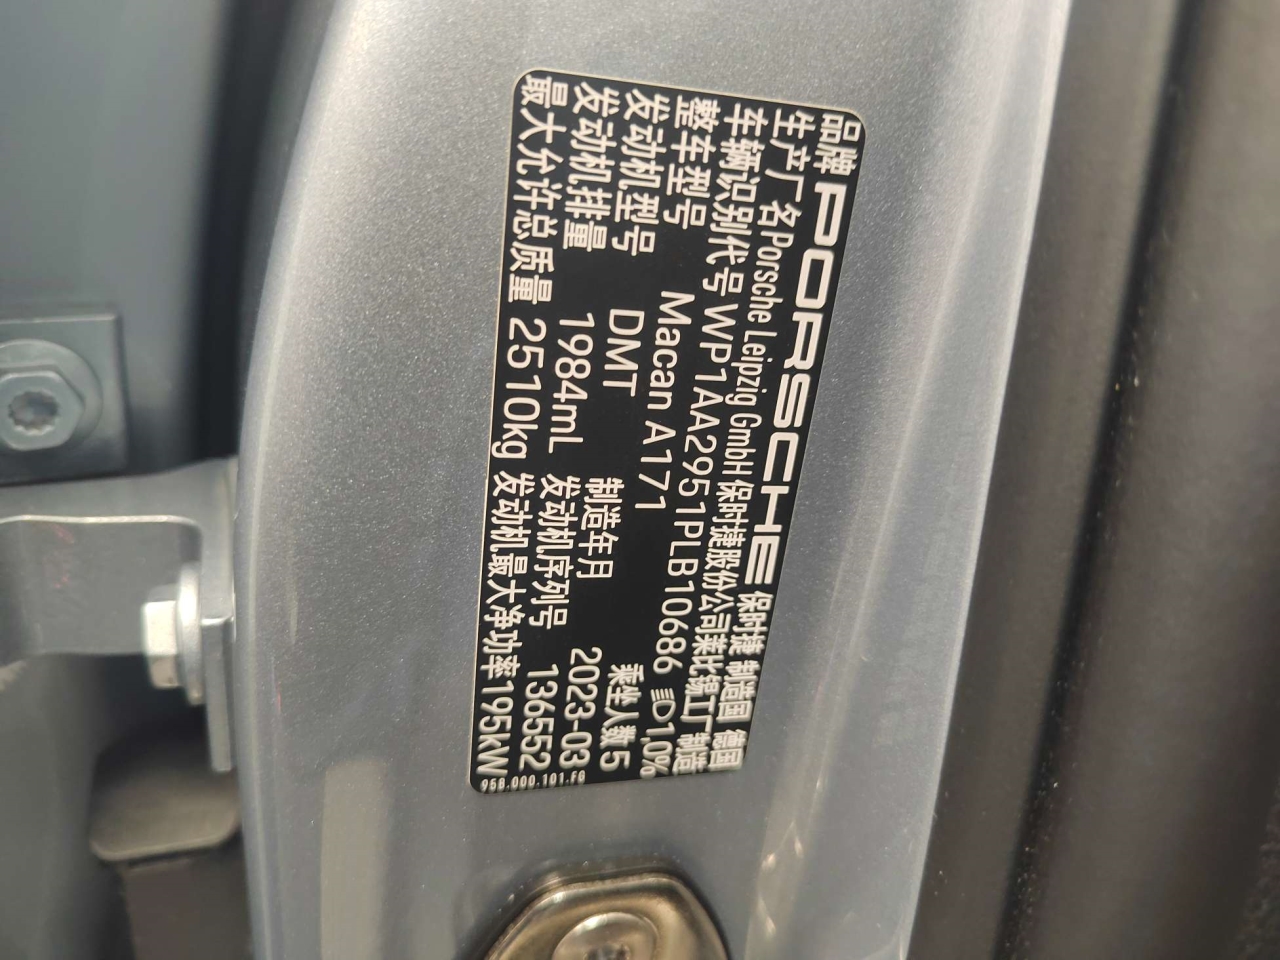 品牌 PORSCHE 保时捷 制造国 德国
生产厂名 Porsche Leipzig GmbH 保时捷股份公司莱比锡工厂制造
车辆识别代号 WP1AA2951PLB10686 1,0%
整车型号 Macan A171
发动机型号 DMT 制造年月 2023-03 乘坐人数 5
发动机排量 1984mL 发动机序列号 136552
最大允许总质量 2510kg 发动机最大净功率 195kW
95B.000.101.FG